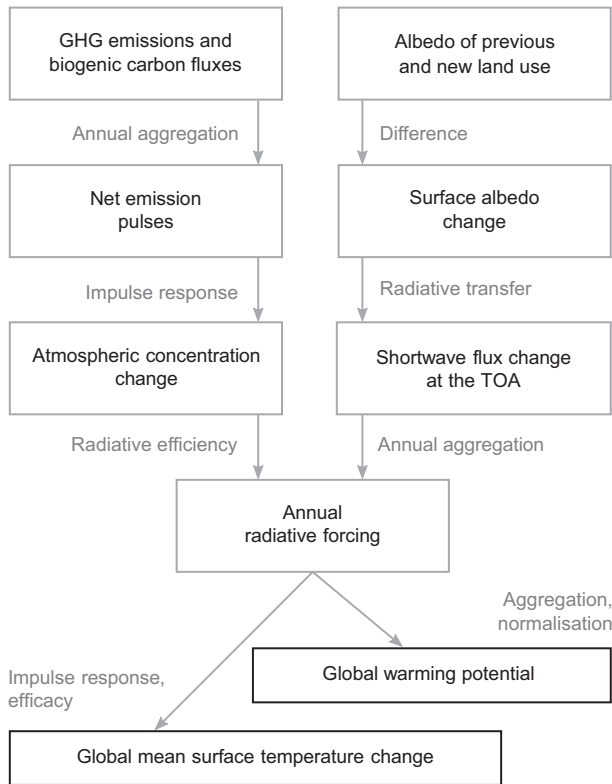 GHG emissions and
biogenic carbon fluxes
Albedo of previous
and new land use
Annual aggregation
Difference
Net emission
pulses
Surface albedo
change
Impulse response
Radiative transfer
Atmospheric concentration
change
Shortwave flux change
at the TOA
Radiative efficiency
Annual aggregation
Annual
radiative forcing
Aggregation,
normalisation
Global warming potential
Impulse response,
efficacy
Global mean surface temperature change